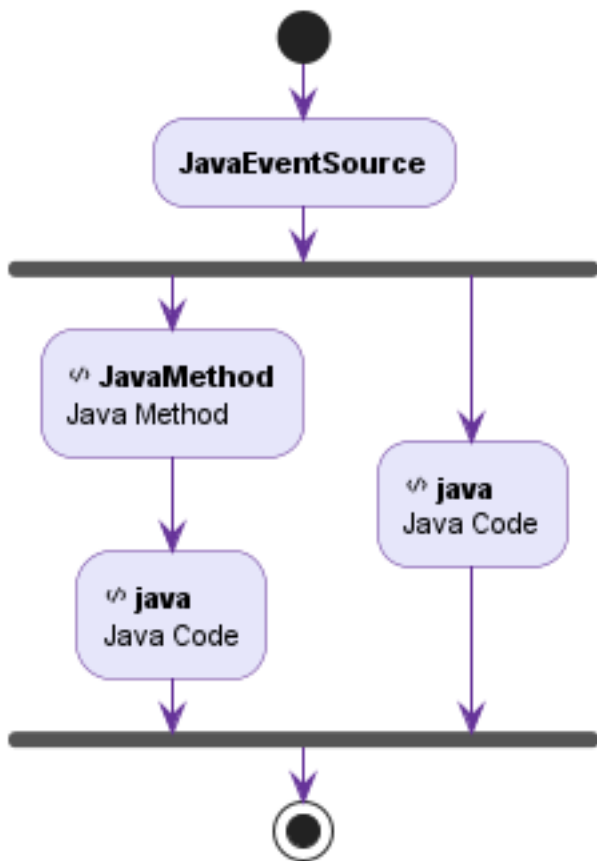 JavaEventSource
</> JavaMethod
Java Method
</> java
Java Code
</> java
Java Code